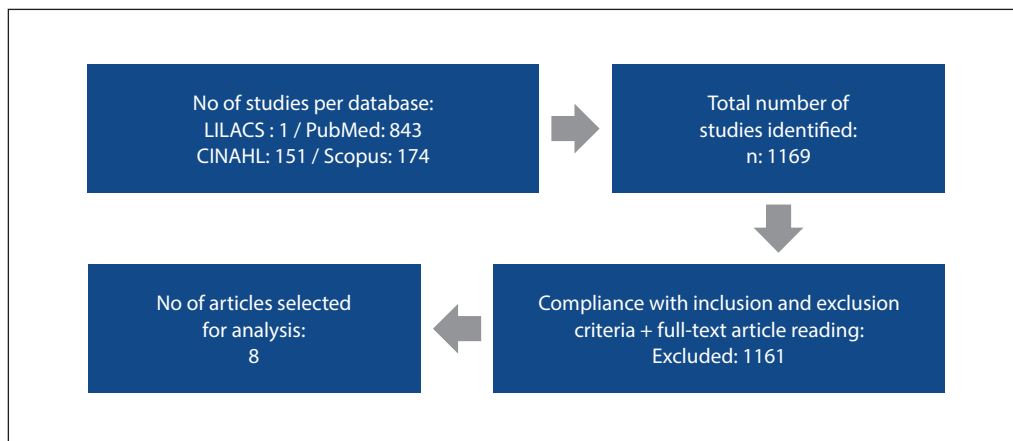 No of studies per database:
LILACS : 1 / PubMed: 843
CINAHL: 151 / Scopus: 174
Total number of
studies identified:
n: 1169
Compliance with inclusion and exclusion
criteria + full-text article reading:
Excluded: 1161
No of articles selected
for analysis:
8